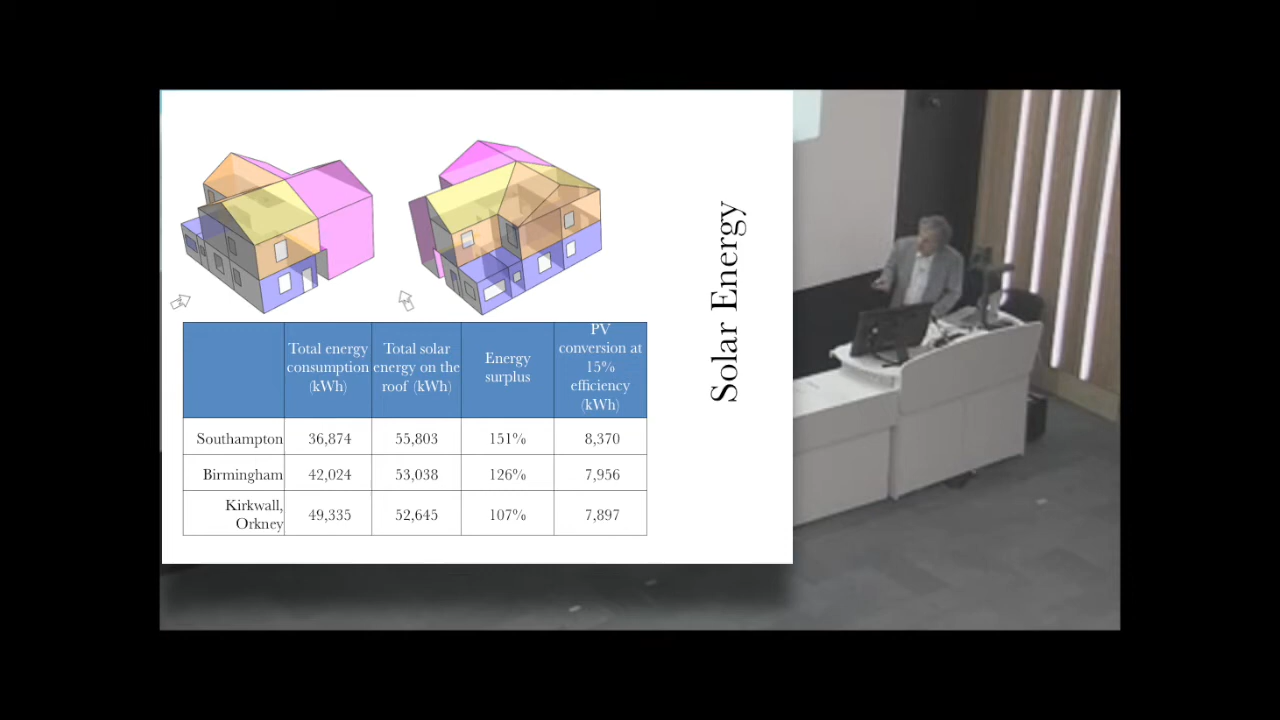 Solar Energy
Total energy
consumption
(kWh)
Total solar
energy on the
roof (kWh)
Energy
surplus
PV
conversion at
15%
efficiency
(kWh)
Southampton 36,874 55,803 151% 8,370
Birmingham 42,024 53,038 126% 7,956
Kirkwall,
Orkney 49,335 52,645 107% 7,897